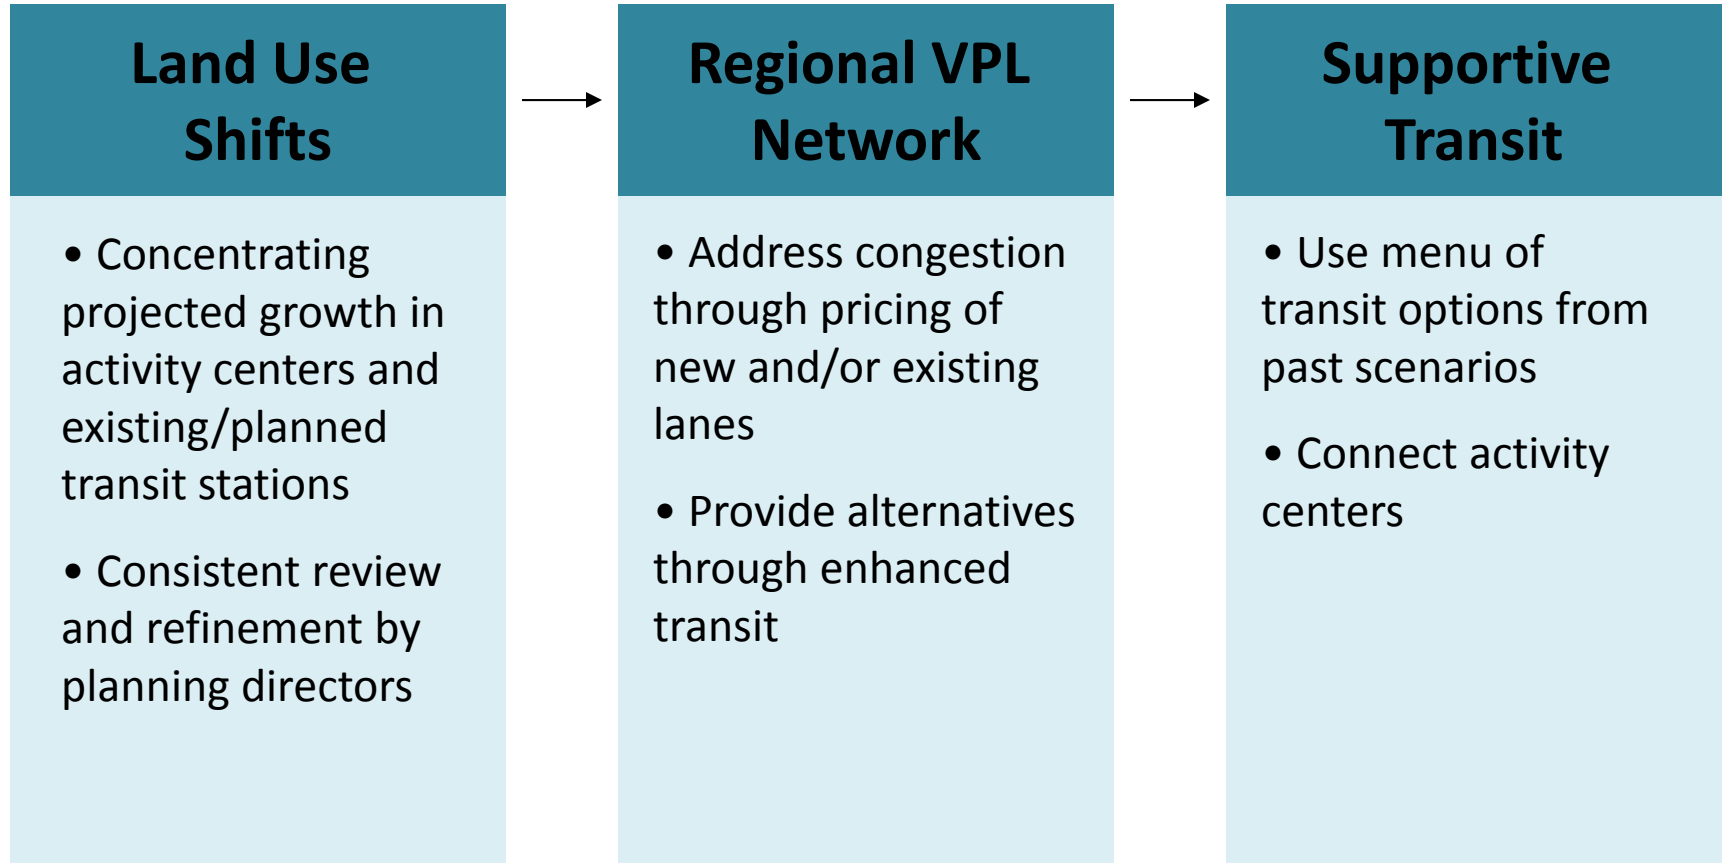 Land Use
Shifts
• Concentrating
projected growth in
activity centers and
existing/planned
transit stations
• Consistent review
and refinement by
planning directors
Regional VPL
Network
• Address congestion
through pricing of
new and/or existing
lanes
• Provide alternatives
through enhanced
transit
Supportive
Transit
• Use menu of
transit options from
past scenarios
• Connect activity
centers